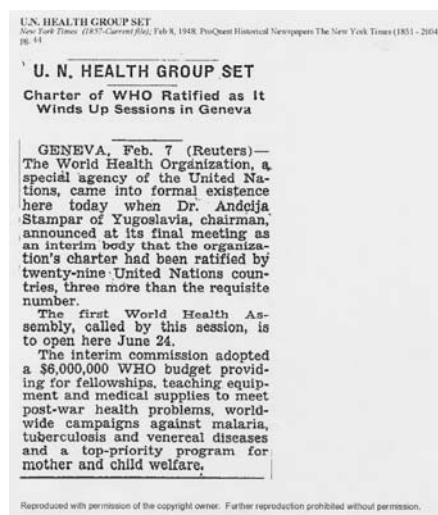 U.N. HEALTH GROUP SET
New York Times (1857-Current file); Feb 8, 1948; ProQuest Historical Newspapers The New York Times (1851 - 2004
pg. 44
U. N. HEALTH GROUP SET
Charter of WHO Ratified as It
Winds Up Sessions in Geneva
GENEVA, Feb. 7 (Reuters)—
The World Health Organization, a
special agency of the United Na-
tions, came into formal existence
here today when Dr. Andcija
Stampar of Yugoslavia, chairman,
announced at its final meeting as
an interim body that the organiza-
tion's charter had been ratified by
twenty-nine United Nations coun-
tries, three more than the requisite
number.
The first World Health As-
sembly, called by this session, is
to open here June 24.
The interim commission adopted
a $6,000,000 WHO budget provid-
ing for fellowships, teaching equip-
ment and medical supplies to meet
post-war health problems, world-
wide campaigns against malaria,
tuberculosis and venereal diseases
and a top-priority program for
mother and child welfare.
Reproduced with permission of the copyright owner. Further reproduction prohibited without permission.